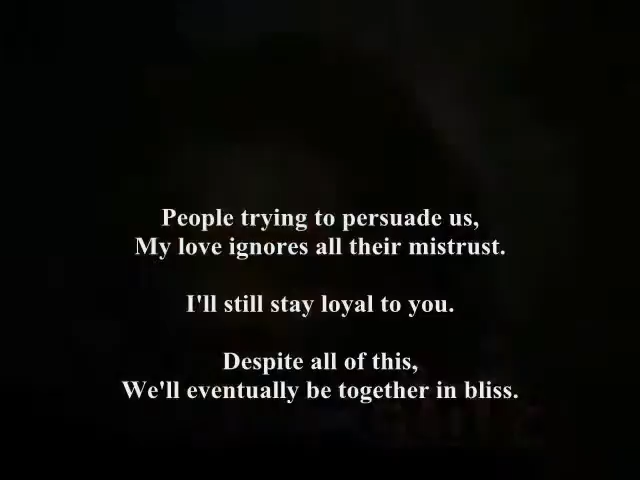 People trying to persuade us,
My love ignores all their mistrust.
I'll still stay loyal to you.
Despite all of this,
We'll eventually be together in bliss.